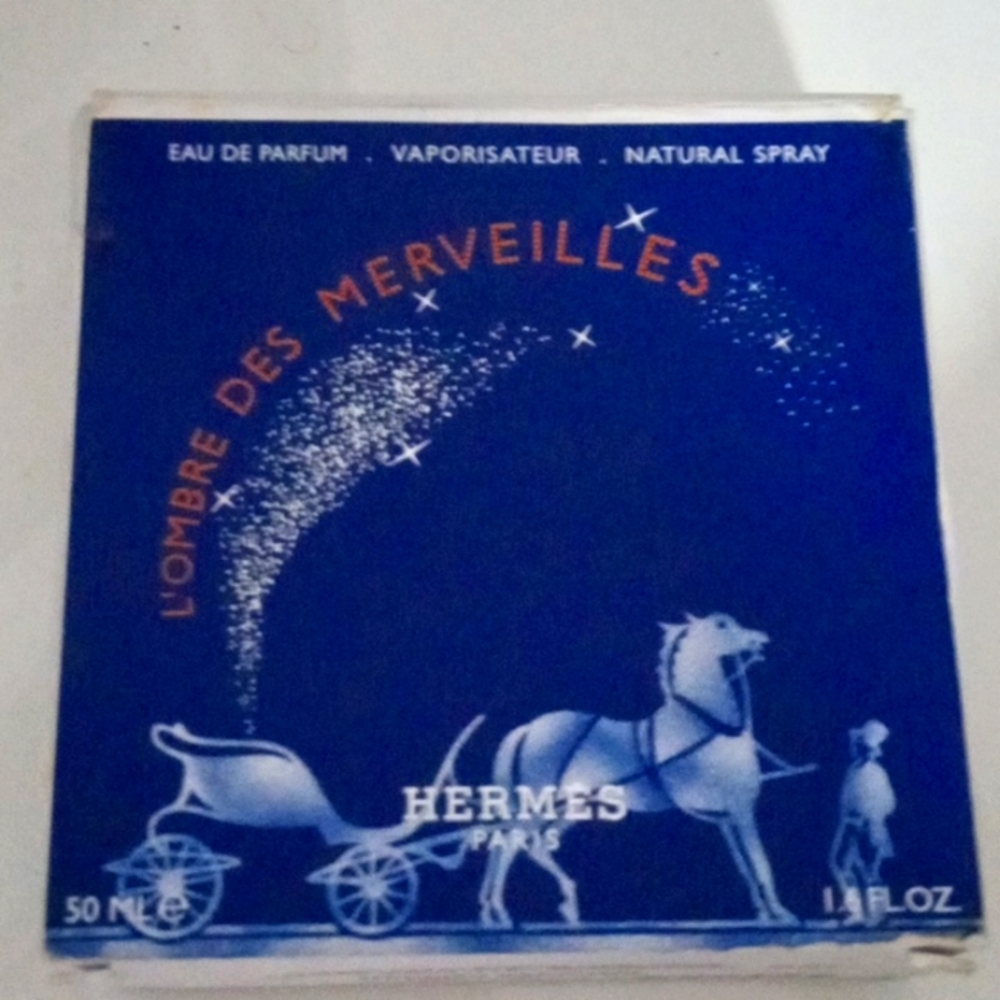 EAU DE PARFUM . VAPORISATEUR . NATURAL SPRAY
L'OMBRE DES MERVEILLES
HERMES
PARIS
50 ML e
1.6 FL OZ